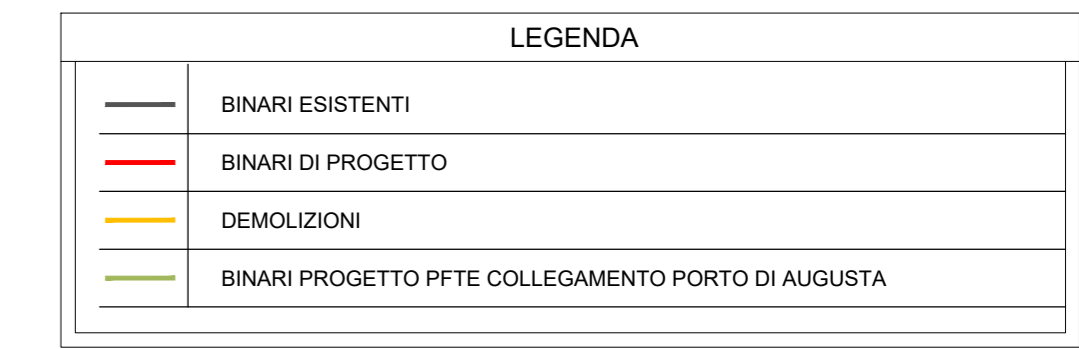 LEGENDA
BINARI ESISTENTI
BINARI DI PROGETTO
DEMOLIZIONI
BINARI PROGETTO PFTE COLLEGAMENTO PORTO DI AUGUSTA